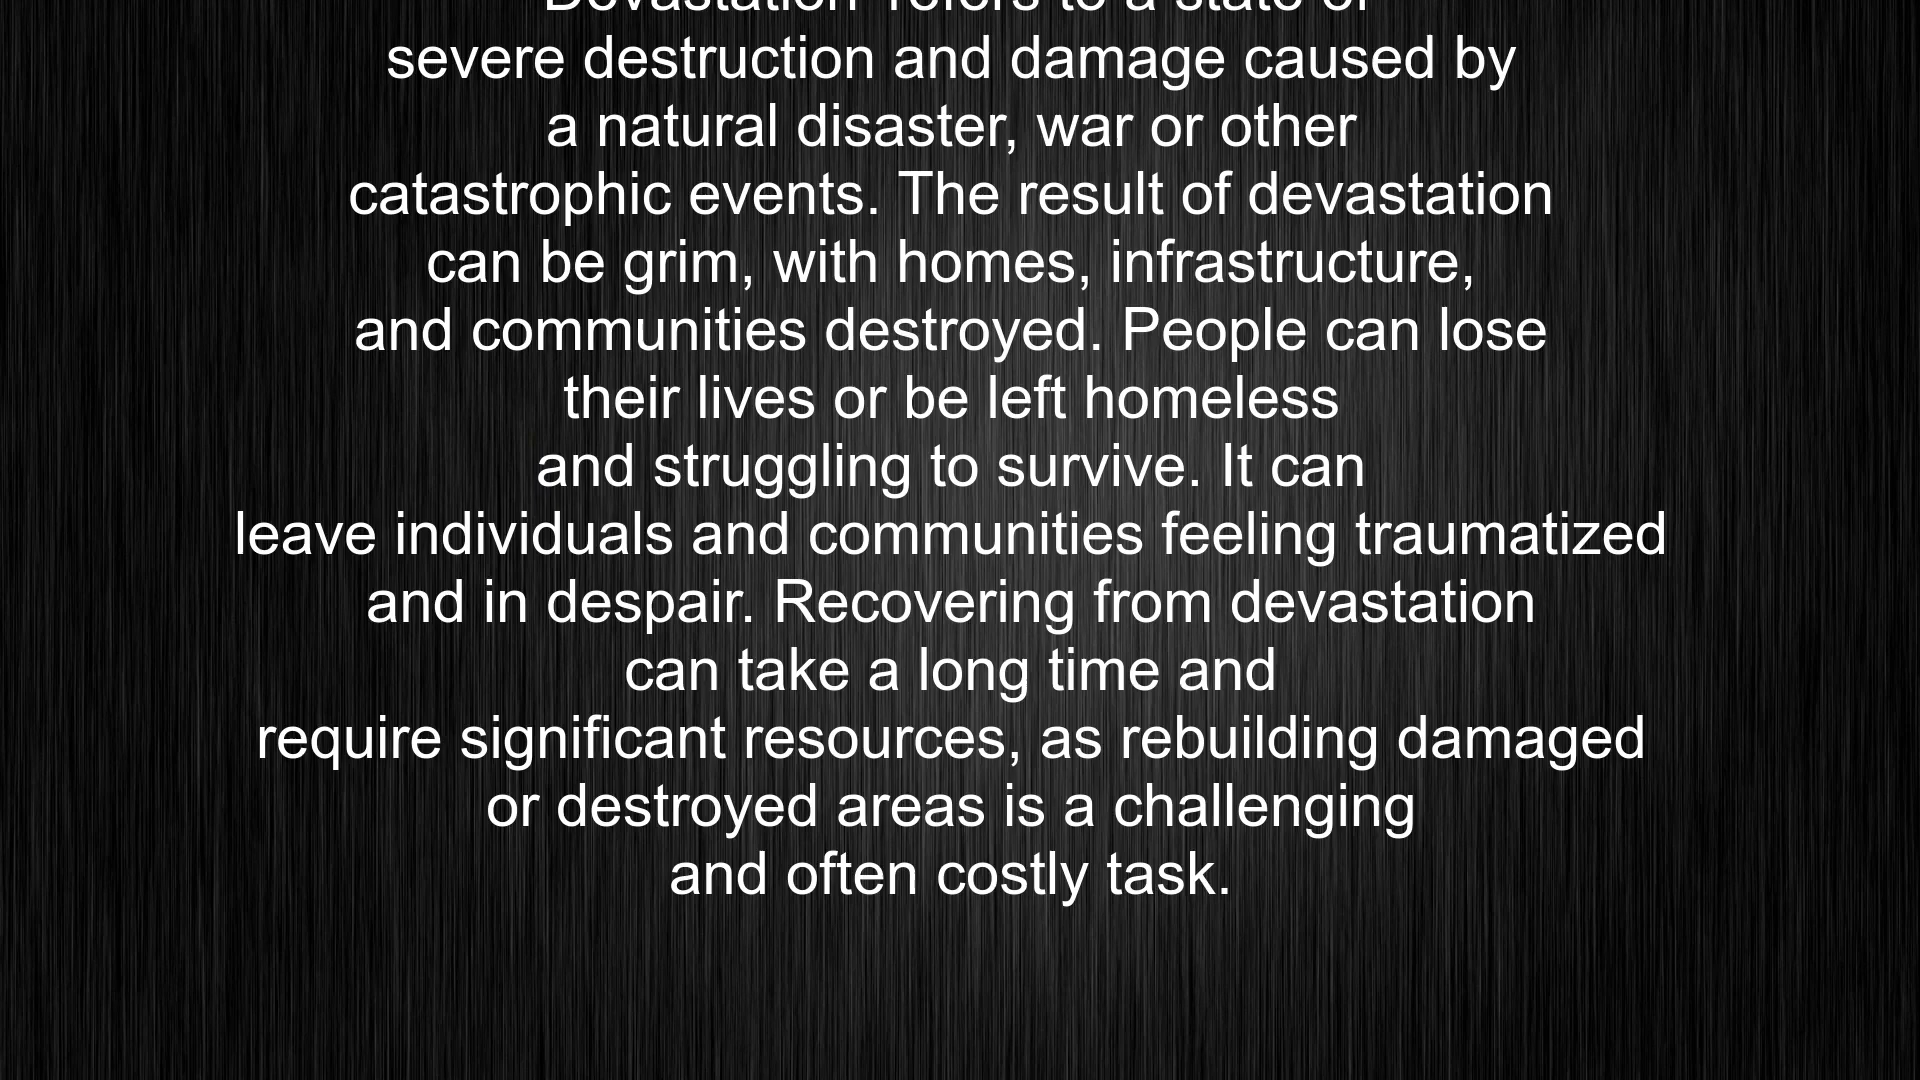 Devastation refers to a state of
severe destruction and damage caused by
a natural disaster, war or other
catastrophic events. The result of devastation
can be grim, with homes, infrastructure,
and communities destroyed. People can lose
their lives or be left homeless
and struggling to survive. It can
leave individuals and communities feeling traumatized
and in despair. Recovering from devastation
can take a long time and
require significant resources, as rebuilding damaged
or destroyed areas is a challenging
and often costly task.